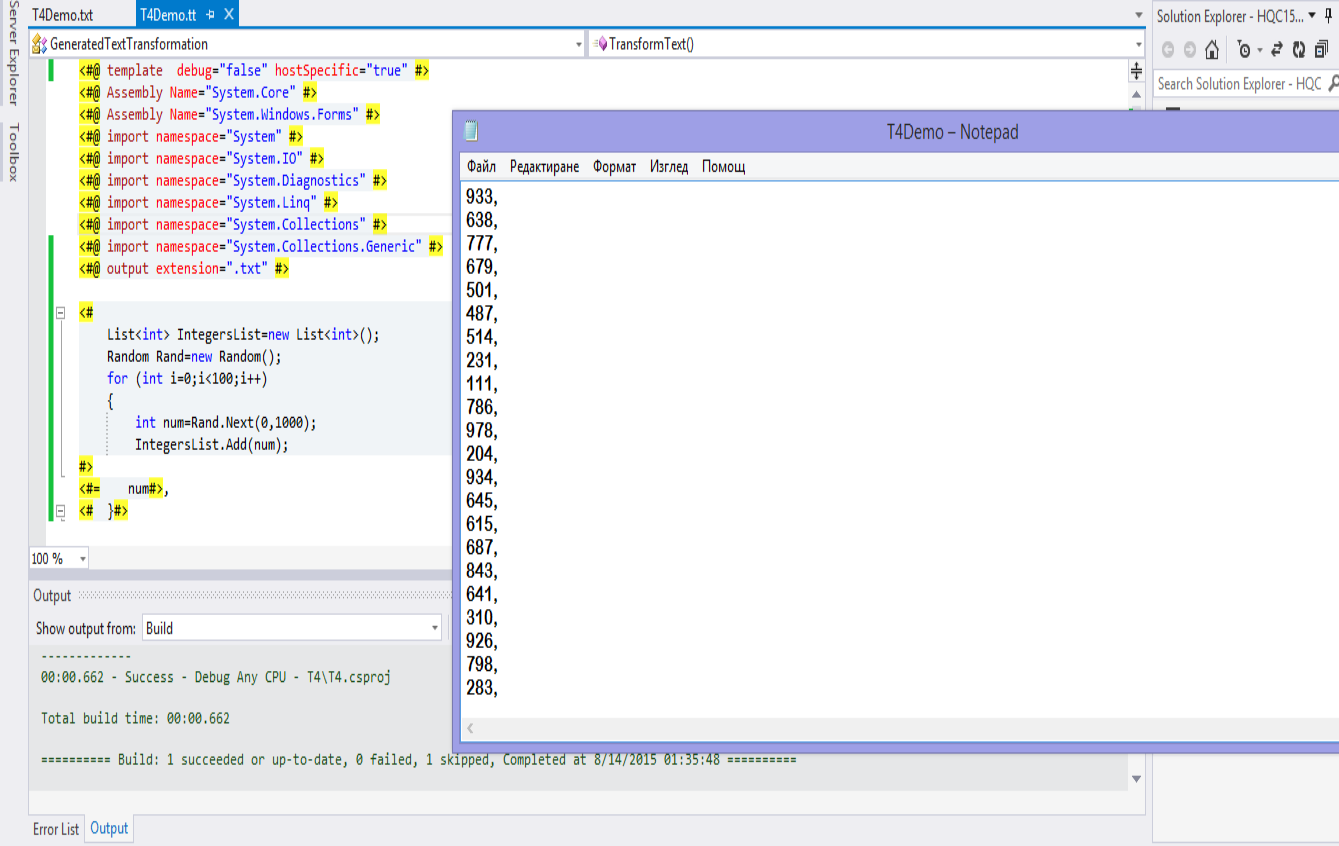 Server Explorer
Toolbox
T4Demo.txt
T4Demo.tt
GeneratedTextTransformation
TransformText()
<#@ template  debug="false" hostSpecific="true" #>
<#@ Assembly Name="System.Core" #>
<#@ Assembly Name="System.Windows.Forms" #>
<#@ import namespace="System" #>
<#@ import namespace="System.IO" #>
<#@ import namespace="System.Diagnostics" #>
<#@ import namespace="System.Linq" #>
<#@ import namespace="System.Collections" #>
<#@ import namespace="System.Collections.Generic" #>
<#@ output extension=".txt" #>
<#
List<int> IntegersList=new List<int>();
Random Rand=new Random();
for (int i=0;i<100;i++)
{
int num=Rand.Next(0,1000);
IntegersList.Add(num);
#>
<#=    num#>,
<#  }#>
100 %
Output
Show output from: Build
-------------
00:00.662 - Success - Debug Any CPU - T4\T4.csproj
Total build time: 00:00.662
========== Build: 1 succeeded or up-to-date, 0 failed, 1 skipped, Completed at 8/14/2015 01:35:48 ==========
Error List Output
Solution Explorer - HQC15...
Search Solution Explorer - HQC
T4Demo – Notepad
Файл Редактиране Формат Изглед Помощ
933,
638,
777,
679,
501,
487,
514,
231,
111,
786,
978,
204,
934,
645,
615,
687,
843,
641,
310,
926,
798,
283,